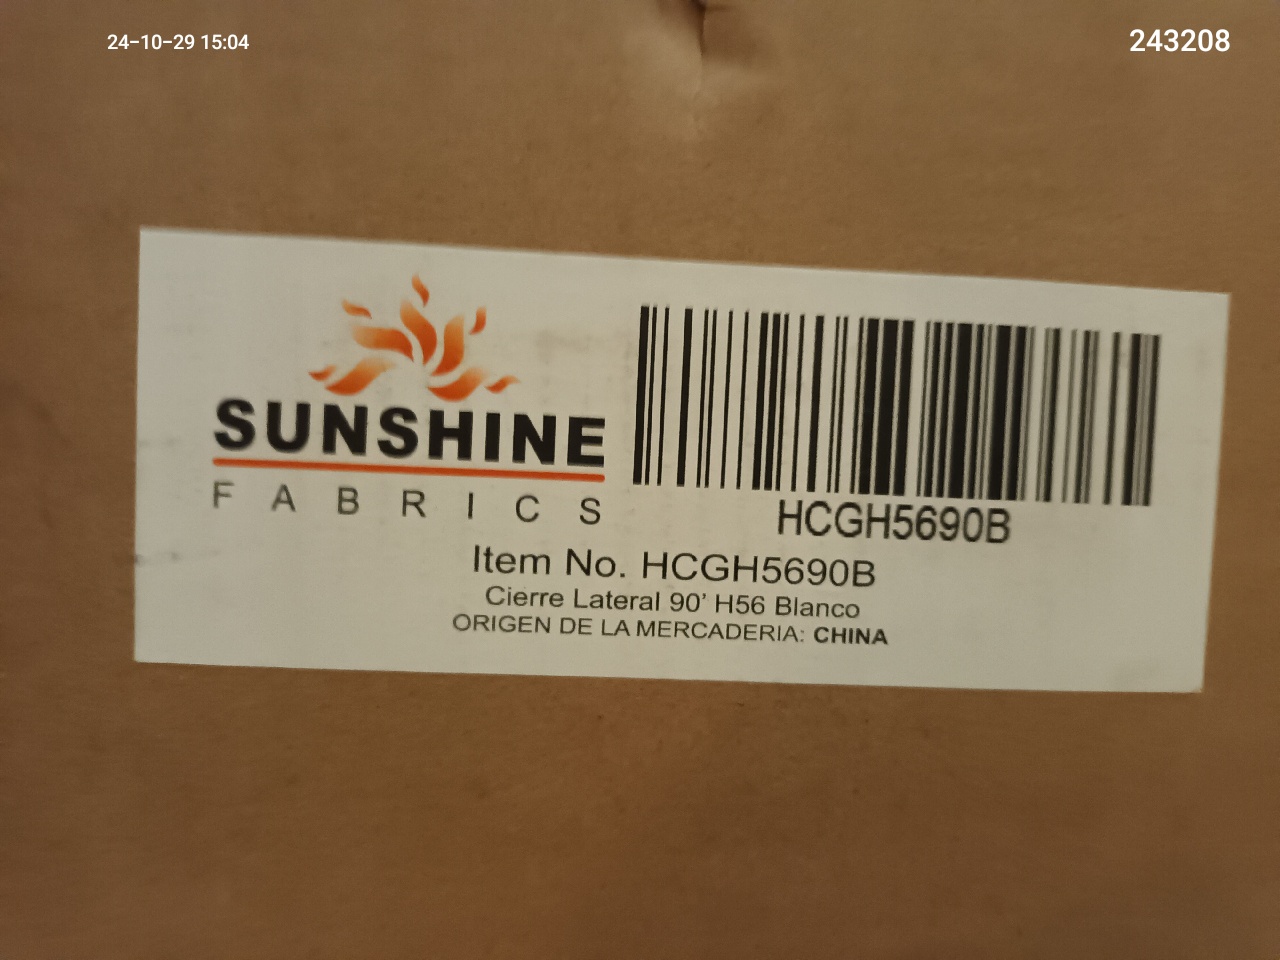 24-10-29 15:04
243208
SUNSHINE
FABRICS
HCGH5690B
Item No. HCGH5690B
Cierre Lateral 90' H56 Blanco
ORIGEN DE LA MERCADERIA: CHINA